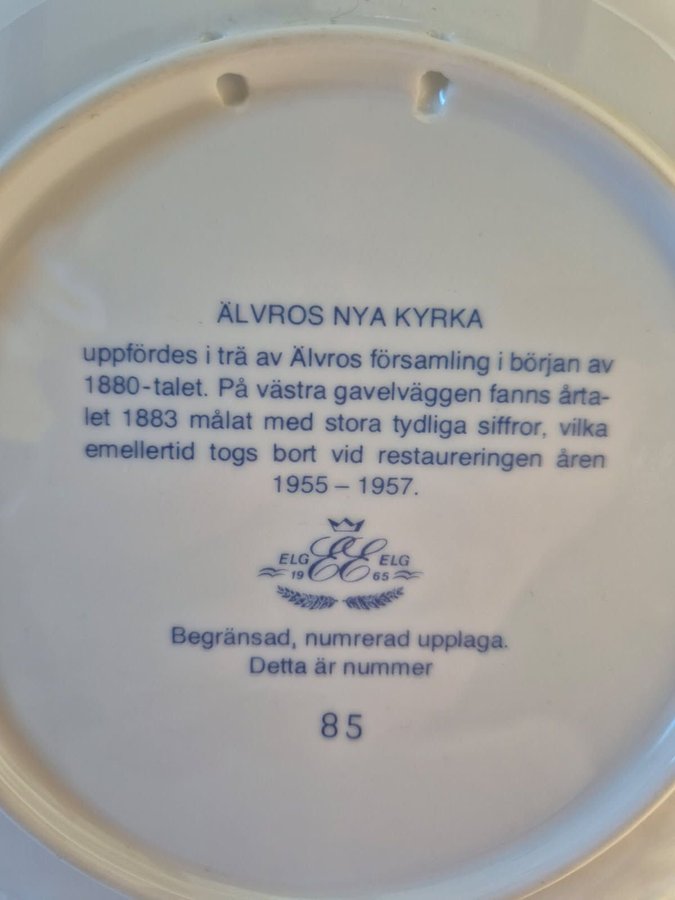 ÄLVROS NYA KYRKA
uppfördes i trä av Älvros församling i början av
1880-talet. På västra gavelväggen fanns årta-
let 1883 målat med stora tydliga siffror, vilka
emellertid togs bort vid restaureringen åren
1955 – 1957.
ELG EE ELG
19 65
Begränsad, numrerad upplaga.
Detta är nummer
85